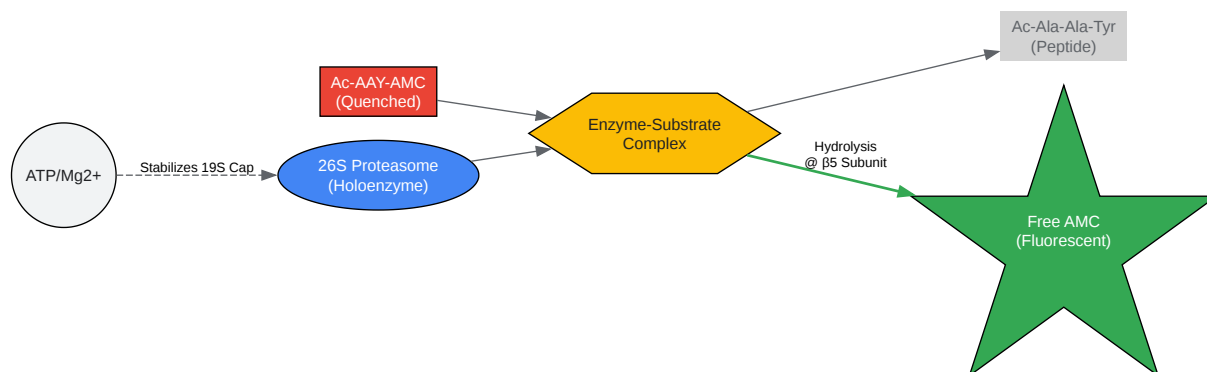 ATP/Mg2+
Stabilizes 19S Cap
Ac-AAY-AMC
(Quenched)
26S Proteasome
(Holoenzyme)
Enzyme-Substrate
Complex
Hydrolysis
@ β5 Subunit
Ac-Ala-Ala-Tyr
(Peptide)
Free AMC
(Fluorescent)